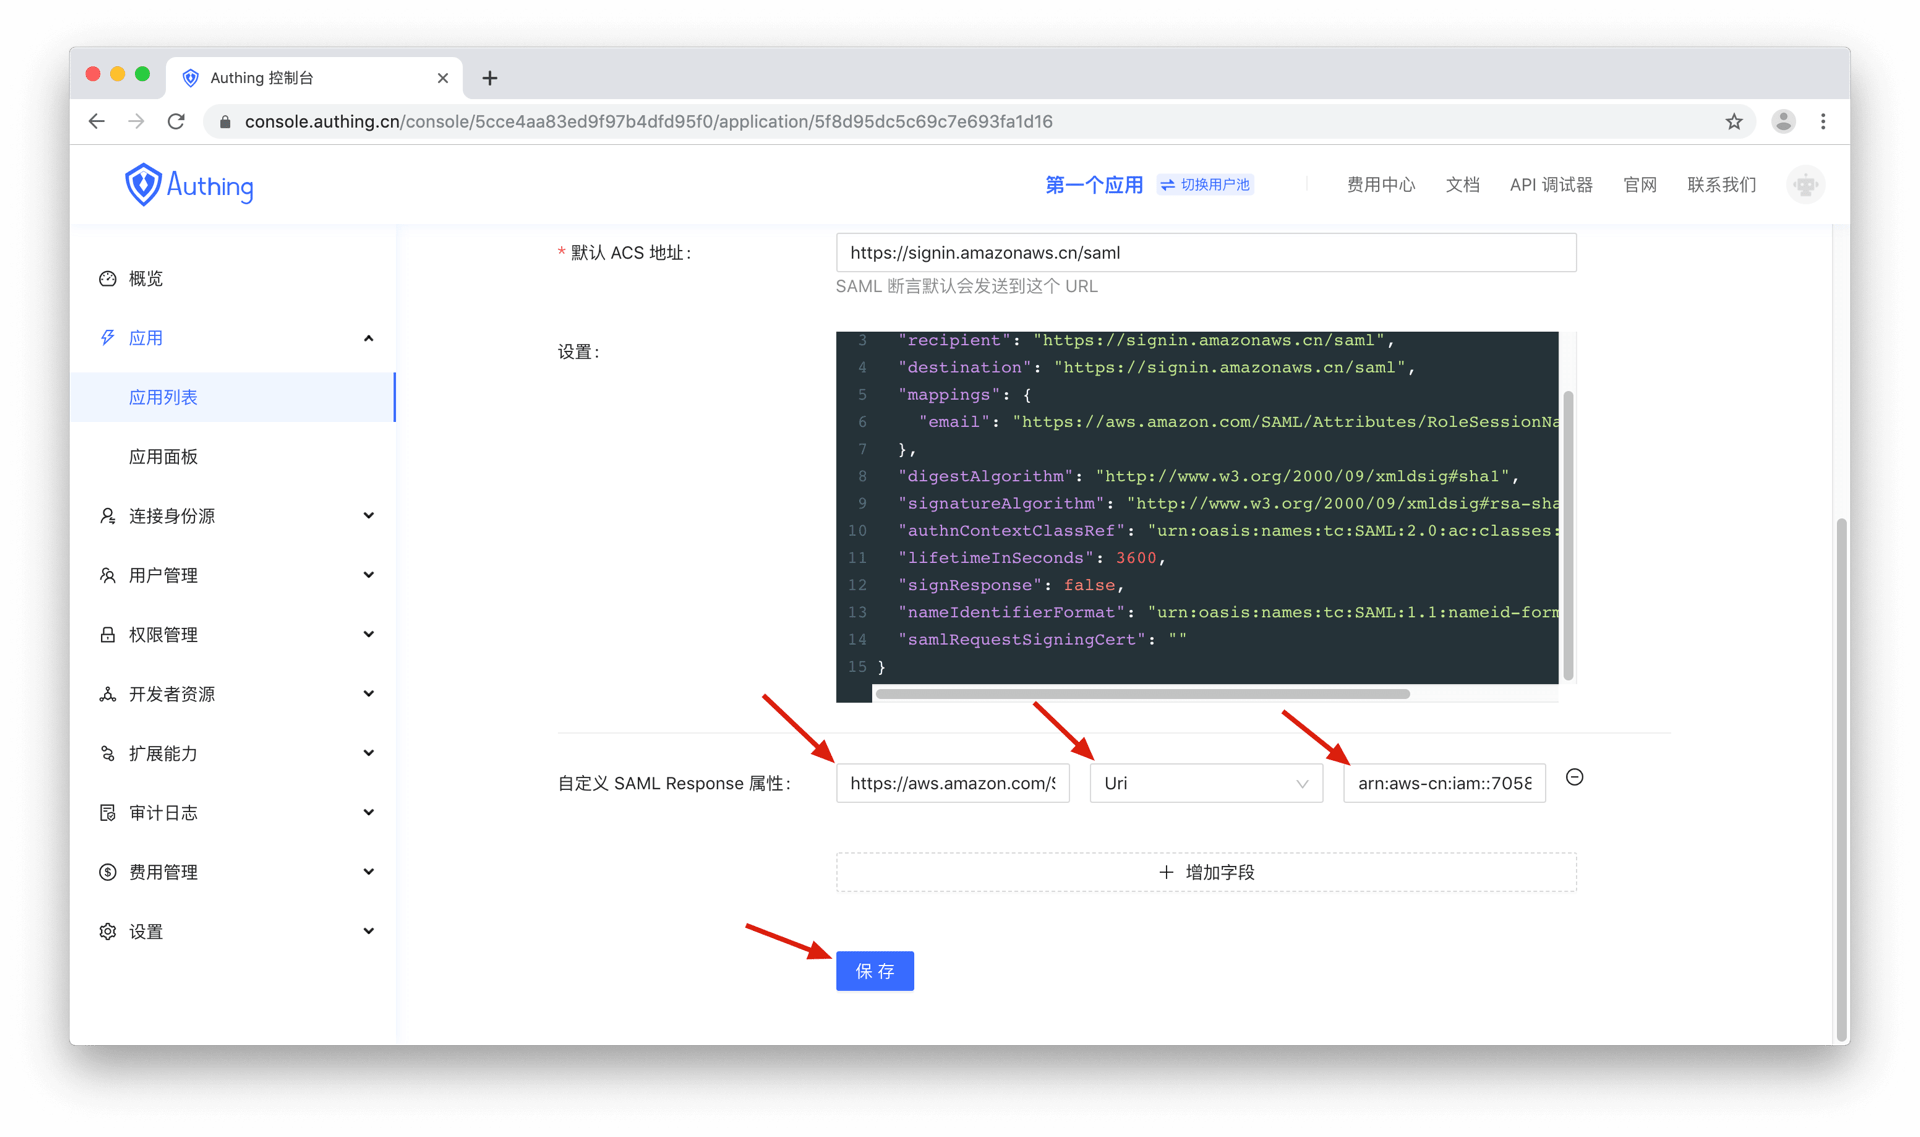 Authing 控制台
console.authing.cn/console/5cce4aa83ed9f97b4dfd95f0/application/5f8d95dc5c69c7e693fa1d16
Authing
第一个应用
切换用户池
费用中心
文档
API 调试器
官网
联系我们
概览
应用
应用列表
应用面板
连接身份源
用户管理
权限管理
开发者资源
扩展能力
审计日志
费用管理
设置
* 默认 ACS 地址:
https://signin.amazonaws.cn/saml
SAML 断言默认会发送到这个 URL
设置:
3 "recipient": "https://signin.amazonaws.cn/saml",
4 "destination": "https://signin.amazonaws.cn/saml",
5 "mappings": {
6 "email": "https://aws.amazon.com/SAML/Attributes/RoleSessionNa
7 },
8 "digestAlgorithm": "http://www.w3.org/2000/09/xmldsig#sha1",
9 "signatureAlgorithm": "http://www.w3.org/2000/09/xmldsig#rsa-sha
10 "authnContextClassRef": "urn:oasis:names:tc:SAML:2.0:ac:classes:
11 "lifetimeInSeconds": 3600,
12 "signResponse": false,
13 "nameIdentifierFormat": "urn:oasis:names:tc:SAML:1.1:nameid-form
14 "samlRequestSigningCert": ""
15 }
自定义 SAML Response 属性:
https://aws.amazon.com/S
Uri
arn:aws-cn:iam::7058
增加字段
保 存